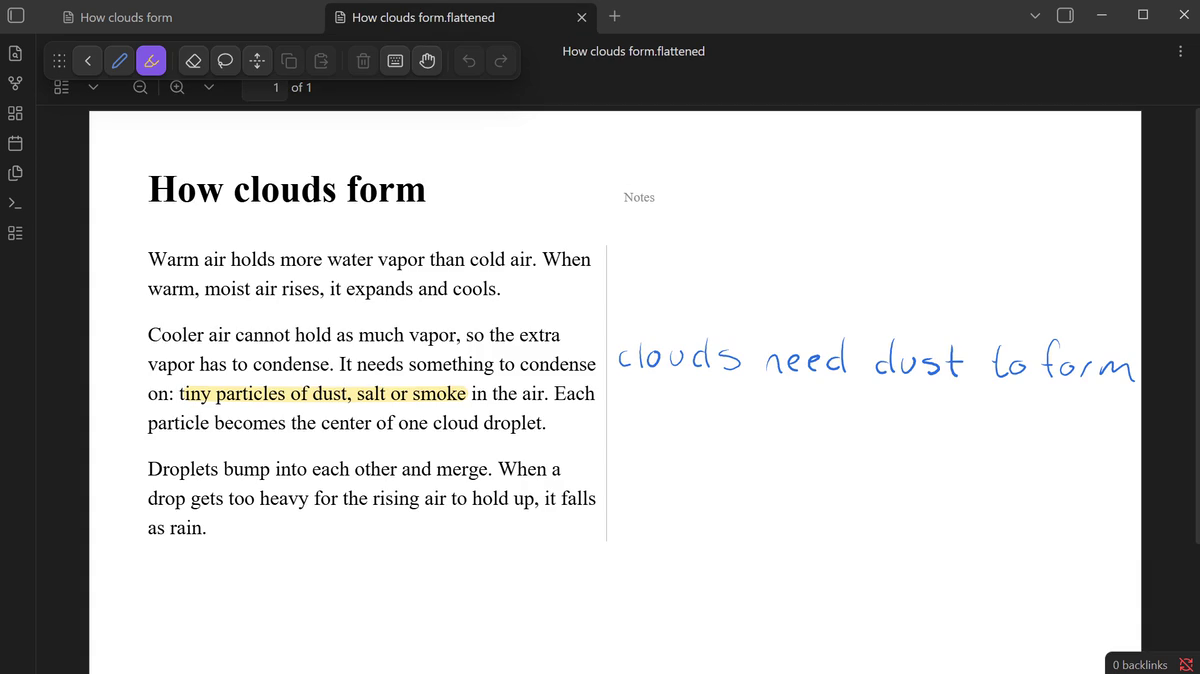 How clouds form
How clouds form.flattened
How clouds form.flattened
1 of 1
How clouds form
Notes
Warm air holds more water vapor than cold air. When
warm, moist air rises, it expands and cools.
Cooler air cannot hold as much vapor, so the extra
vapor has to condense. It needs something to condense
on: tiny particles of dust, salt or smoke in the air. Each
particle becomes the center of one cloud droplet.
clouds need dust to form
Droplets bump into each other and merge. When a
drop gets too heavy for the rising air to hold up, it falls
as rain.
0 backlinks